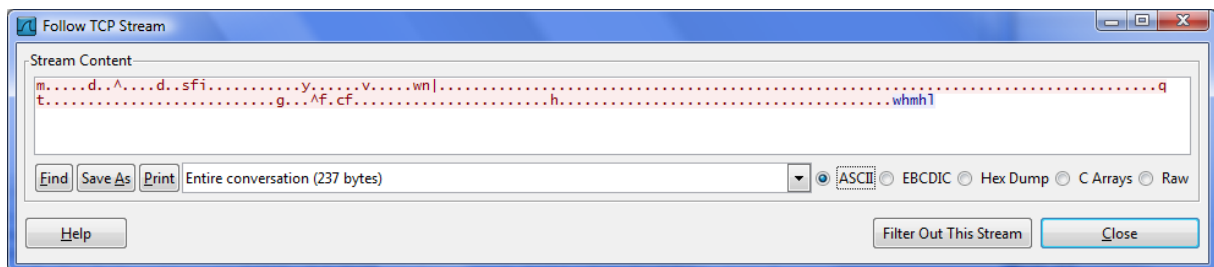 Follow TCP Stream
Stream Content
m.....d..^....d..sfi...........y......v.....wn|..........................................................................................q
t............................g...^f.cf........................h................................................whmhl
Find Save As Print Entire conversation (237 bytes) ASCII EBCDIC Hex Dump C Arrays Raw
Help Filter Out This Stream Close